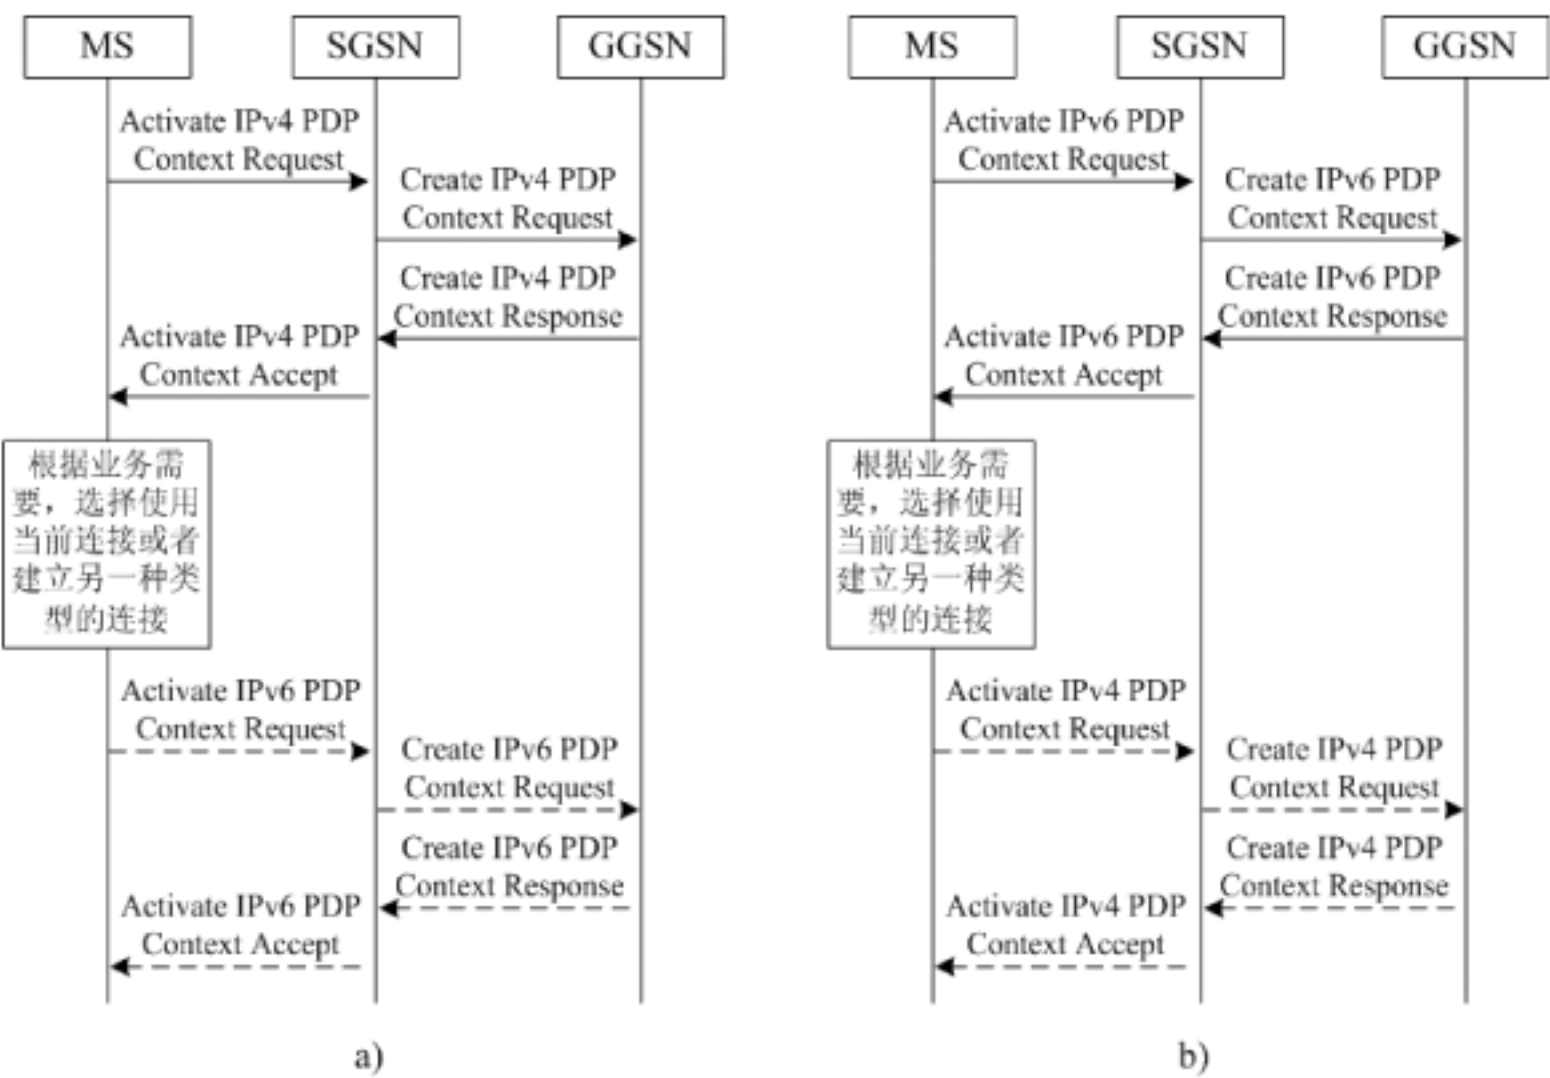 MS
SGSN
GGSN
Activate IPv4 PDP
Context Request
Create IPv4 PDP
Context Request
Create IPv4 PDP
Context Response
Activate IPv4 PDP
Context Accept
根据业务需
要，选择使用
当前连接或者
建立另一种类
型的连接
Activate IPv6 PDP
Context Request
Create IPv6 PDP
Context Request
Create IPv6 PDP
Context Response
Activate IPv6 PDP
Context Accept
a)
MS
SGSN
GGSN
Activate IPv6 PDP
Context Request
Create IPv6 PDP
Context Request
Create IPv6 PDP
Context Response
Activate IPv6 PDP
Context Accept
根据业务需
要，选择使用
当前连接或者
建立另一种类
型的连接
Activate IPv4 PDP
Context Request
Create IPv4 PDP
Context Request
Create IPv4 PDP
Context Response
Activate IPv4 PDP
Context Accept
b)